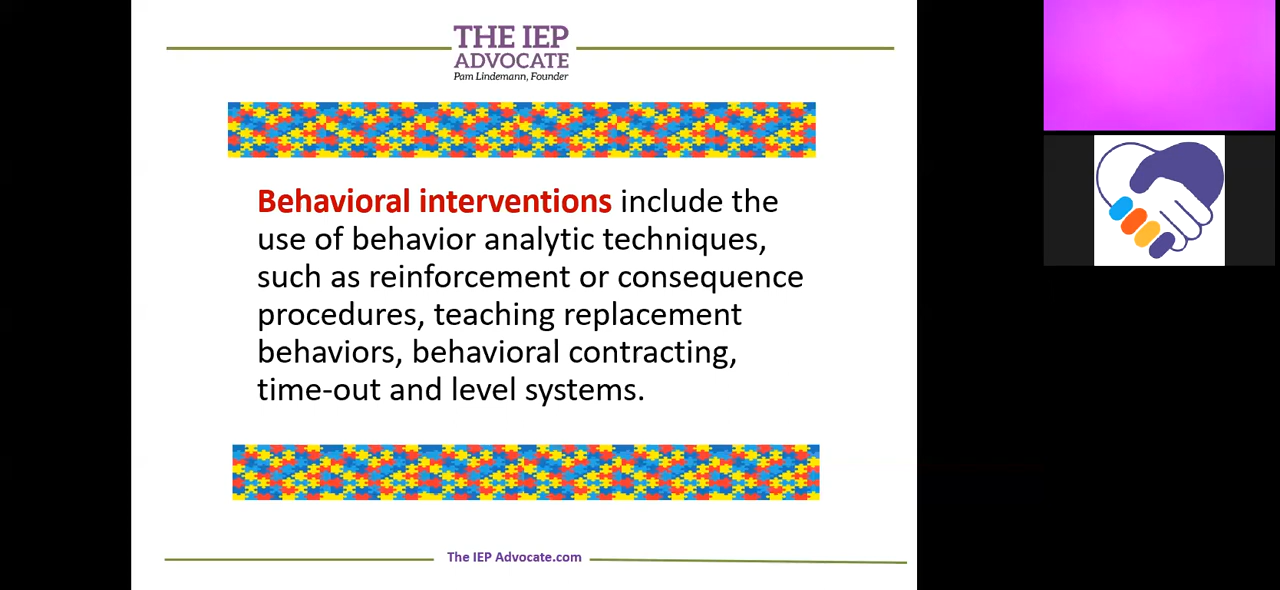 THE IEP
ADVOCATE
Pam Lindemann, Founder
Behavioral interventions include the
use of behavior analytic techniques,
such as reinforcement or consequence
procedures, teaching replacement
behaviors, behavioral contracting,
time-out and level systems.
The IEP Advocate.com